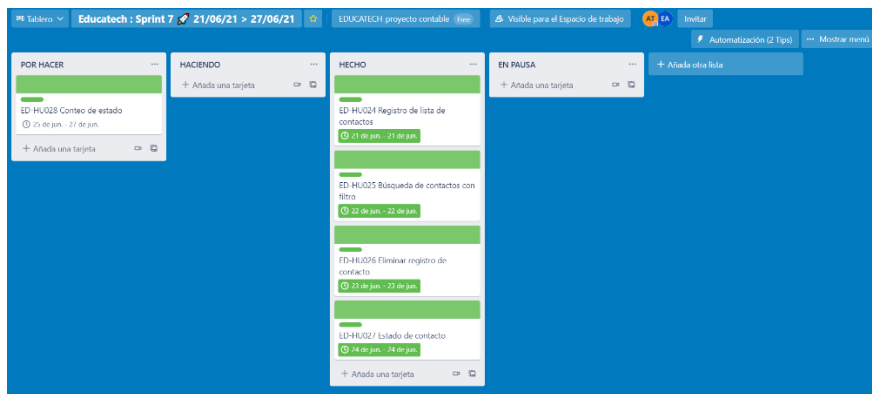 Tablero
Educatech : Sprint 7 🚀 21/06/21 > 27/06/21
EDUCATECH proyecto contable Free
Visible para el Espacio de trabajo
AT EA
Invitar
Automatización (2 Tips)
Mostrar menú
POR HACER
ED-HU028 Conteo de estado
25 de jun. - 27 de jun.
+ Añada una tarjeta
HACIENDO
+ Añada una tarjeta
HECHO
ED-HU024 Registro de lista de
contactos
21 de jun. - 21 de jun.
ED-HU025 Búsqueda de contactos con
filtro
22 de jun. - 22 de jun.
ED-HU026 Eliminar registro de
contacto
23 de jun. - 23 de jun.
ED-HU027 Estado de contacto
24 de jun. - 24 de jun.
+ Añada una tarjeta
EN PAUSA
+ Añada una tarjeta
+ Añada otra lista